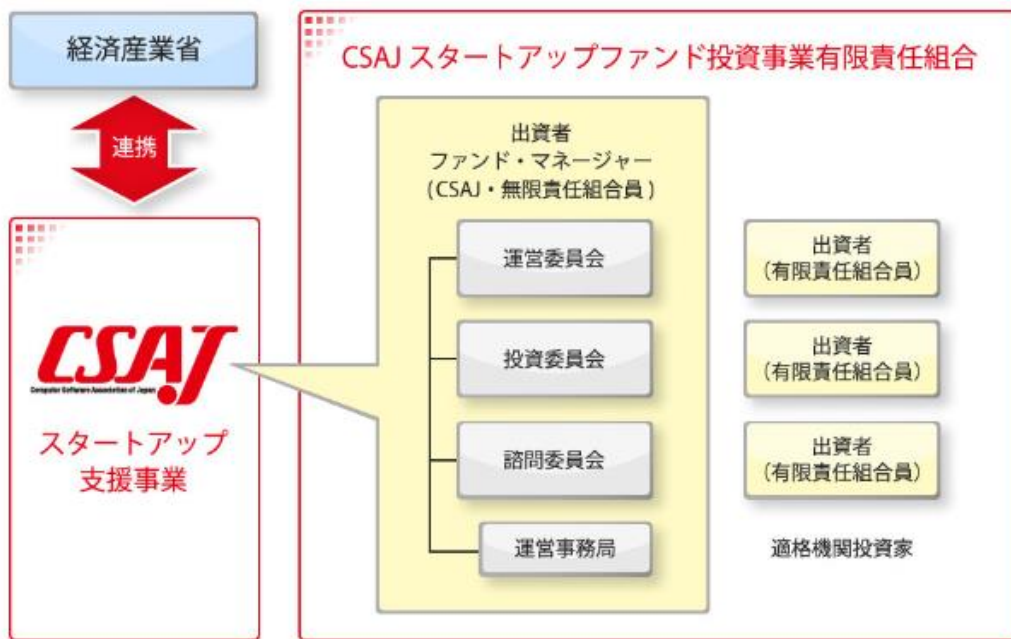 経済産業省
連携
CSAJ
Computer Software Association of Japan
スタートアップ
支援事業
CSAJ スタートアップファンド投資事業有限責任組合
出資者
ファンド・マネージャー
(CSAJ・無限責任組合員)
運営委員会
投資委員会
諮問委員会
運営事務局
出資者
(有限責任組合員)
出資者
(有限責任組合員)
出資者
(有限責任組合員)
適格機関投資家